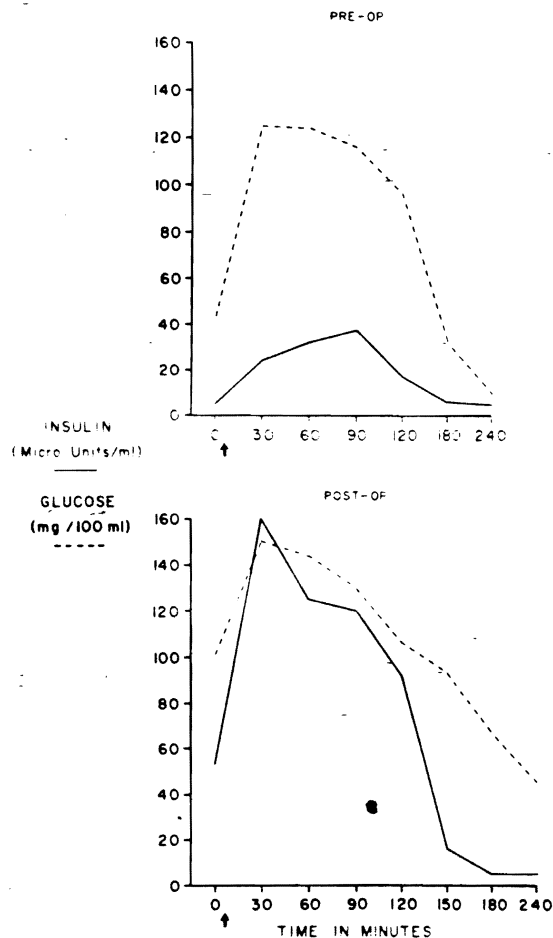 PRE-OP
160
140
120
100
80
60
40
20
0
0 30 60 90 120 180 240
INSULIN
(Micro Units/ml)
GLUCOSE
(mg/100 ml)
POST-OP
160
140
120
100
80
60
40
20
0
0 30 60 90 120 150 180 240
TIME IN MINUTES